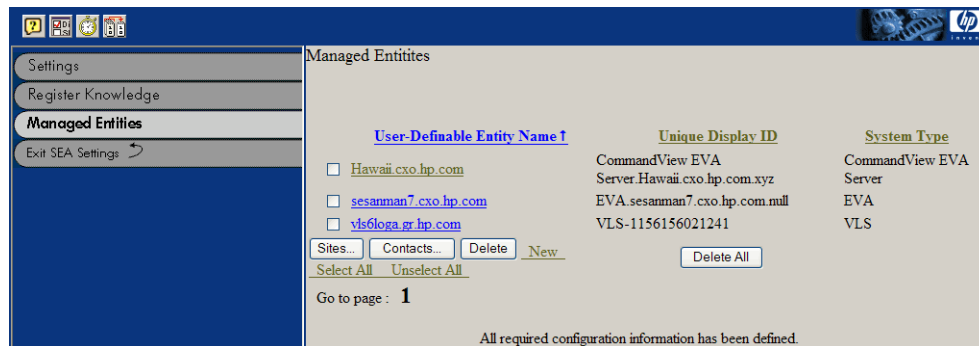 hp
Settings
Register Knowledge
Managed Entities
Exit SEA Settings
Managed Entitites
User-Definable Entity Name↑ Unique Display ID System Type
Hawaii.cxo.hp.com CommandView EVA Server.Hawaii.cxo.hp.com.xyz CommandView EVA Server
sesanman7.cxo.hp.com EVA.sesanman7.cxo.hp.com.null EVA
vls6loga.gr.hp.com VLS-1156156021241 VLS
Sites... Contacts... Delete New Delete All
Select All Unselect All
Go to page : 1
All required configuration information has been defined.